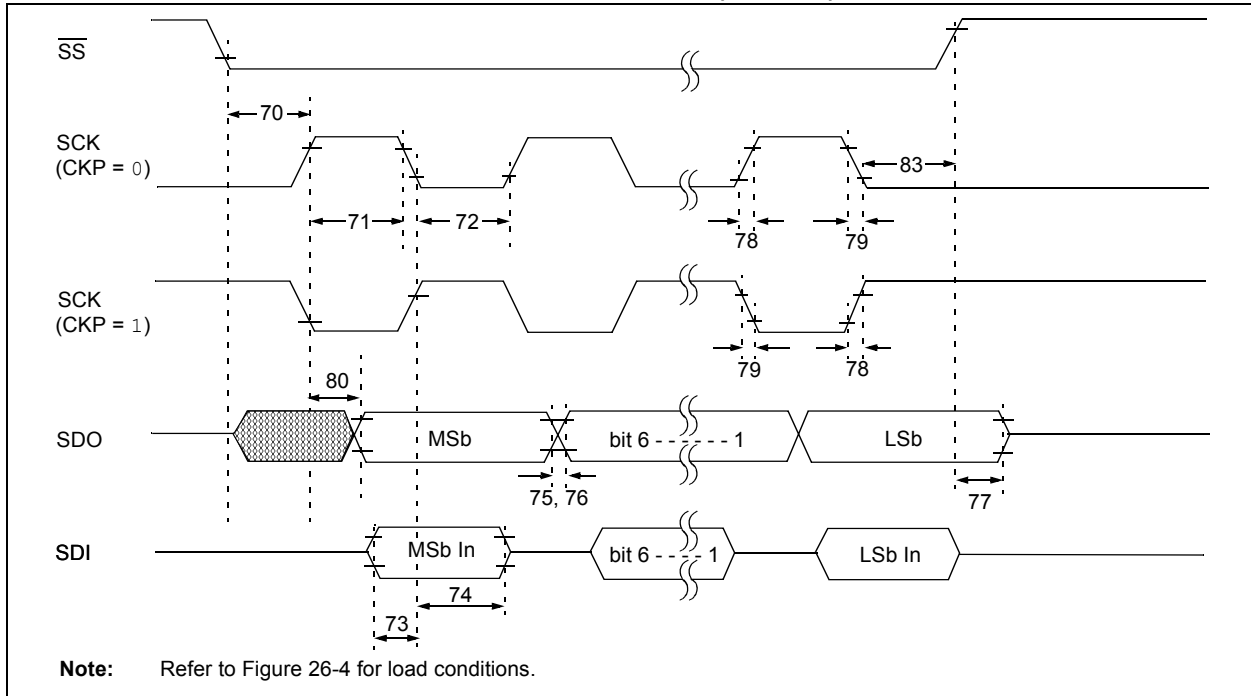 SS
70
SCK
(CKP = 0)
83
71
72
78
79
SCK
(CKP = 1)
79
78
80
SDO
MSb
bit 6 - - - - - - 1
LSb
75, 76
77
SDI
MSb In
bit 6 - - - - 1
LSb In
74
73
Note: Refer to Figure 26-4 for load conditions.